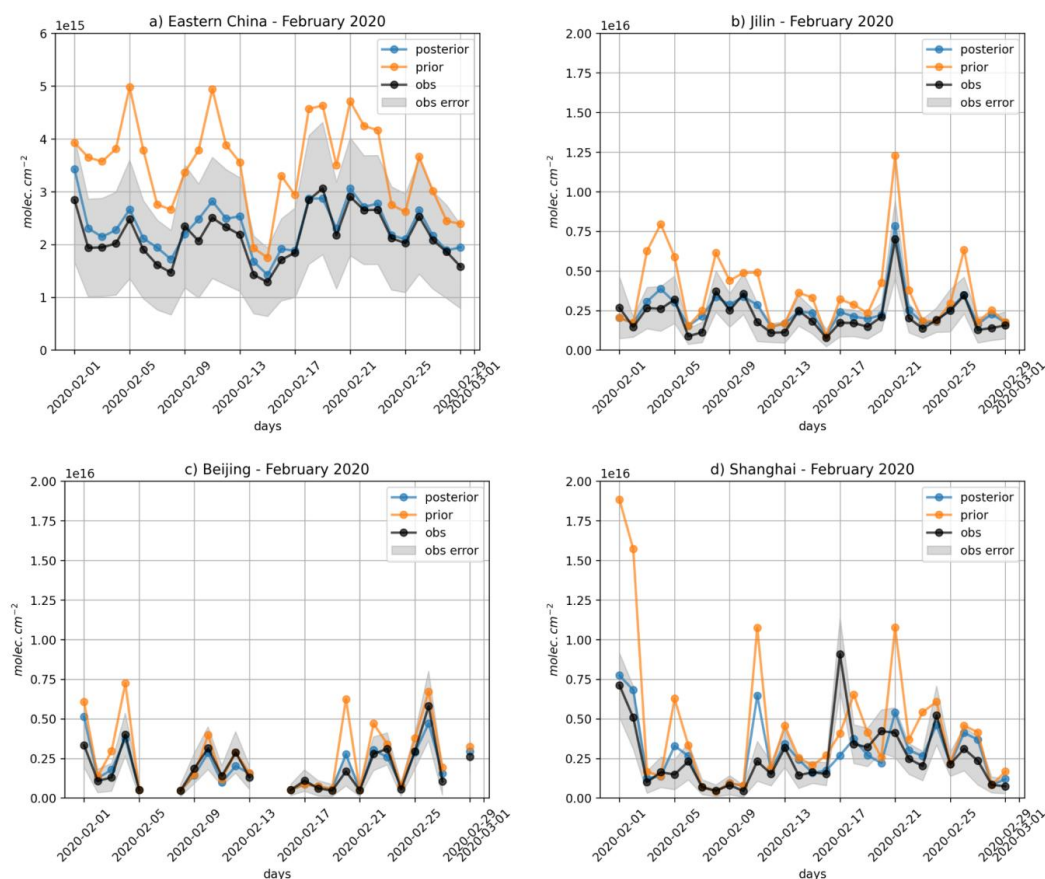 a) Eastern China - February 2020
1e15
6
5
4
3
2
1
0
molec. cm⁻²
posterior
prior
obs
obs error
2020-02-01
2020-02-05
2020-02-09
2020-02-13
2020-02-17
2020-02-21
2020-02-25
2020-02-29
2020-03-01
days
b) Jilin - February 2020
1e16
2.00
1.75
1.50
1.25
1.00
0.75
0.50
0.25
0.00
molec. cm⁻²
posterior
prior
obs
obs error
2020-02-01
2020-02-05
2020-02-09
2020-02-13
2020-02-17
2020-02-21
2020-02-25
2020-02-29
2020-03-01
days
c) Beijing - February 2020
1e16
2.00
1.75
1.50
1.25
1.00
0.75
0.50
0.25
0.00
molec. cm⁻²
posterior
prior
obs
obs error
2020-02-01
2020-02-05
2020-02-09
2020-02-13
2020-02-17
2020-02-21
2020-02-25
2020-02-29
2020-03-01
days
d) Shanghai - February 2020
1e16
2.00
1.75
1.50
1.25
1.00
0.75
0.50
0.25
0.00
molec. cm⁻²
posterior
prior
obs
obs error
2020-02-01
2020-02-05
2020-02-09
2020-02-13
2020-02-17
2020-02-21
2020-02-25
2020-02-29
2020-03-01
days